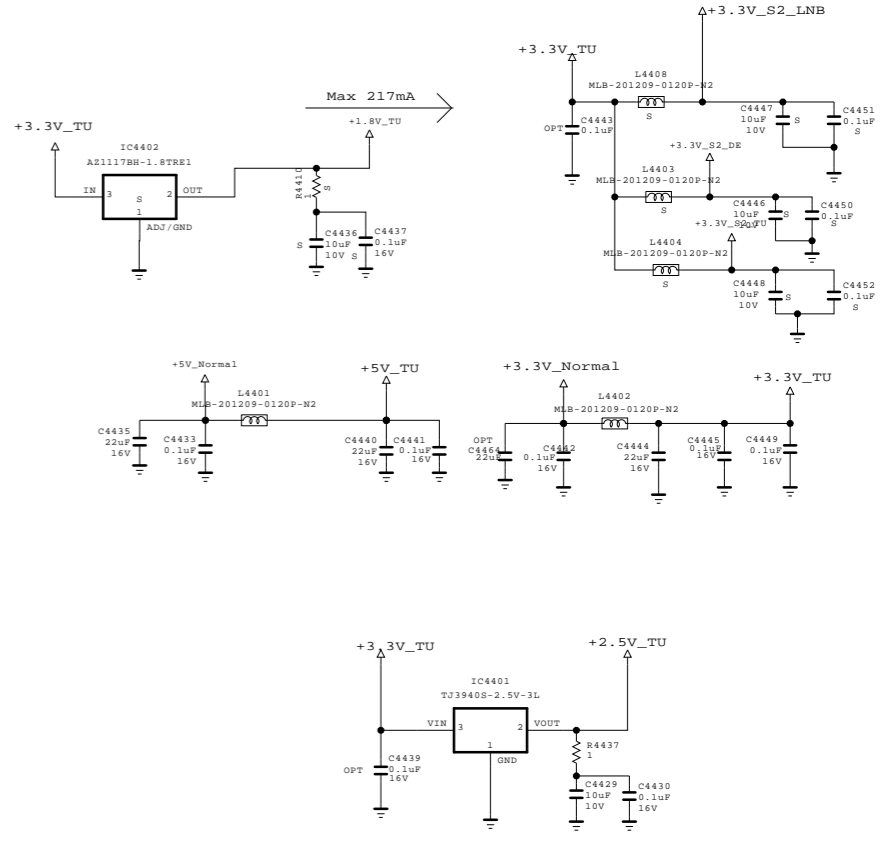 +3.3V_S2_LNB
+3.3V_TU
L4408
MLB-201209-0120P-N2
S
OPT
C4443
0.1uF
C4447
10uF
10V
S
C4451
0.1uF
S
Max 217mA
+3.3V_TU
+1.8V_TU
IC4402
AZ1117BH-1.8TRE1
IN
3
S
2
OUT
1
ADJ/GND
R4410
1
S
S
C4436
10uF
10V
S
C4437
0.1uF
16V
+3.3V_S2_DE
L4403
MLB-201209-0120P-N2
S
C4446
10uF
10V
S
C4450
0.1uF
S
+3.3V_S2_TU
L4404
MLB-201209-0120P-N2
S
C4448
10uF
10V
S
C4452
0.1uF
S
+5V_Normal
+5V_TU
L4401
MLB-201209-0120P-N2
C4435
22uF
16V
C4433
0.1uF
16V
C4440
22uF
16V
C4441
0.1uF
16V
+3.3V_Normal
+3.3V_TU
L4402
MLB-201209-0120P-N2
OPT
C4464
22uF
C4442
0.1uF
16V
C4444
22uF
16V
C4445
0.1uF
16V
C4449
0.1uF
16V
+3.3V_TU
+2.5V_TU
IC4401
TJ3940S-2.5V-3L
VIN
3
2
VOUT
1
GND
R4437
1
OPT
C4439
0.1uF
16V
C4429
10uF
10V
C4430
0.1uF
16V